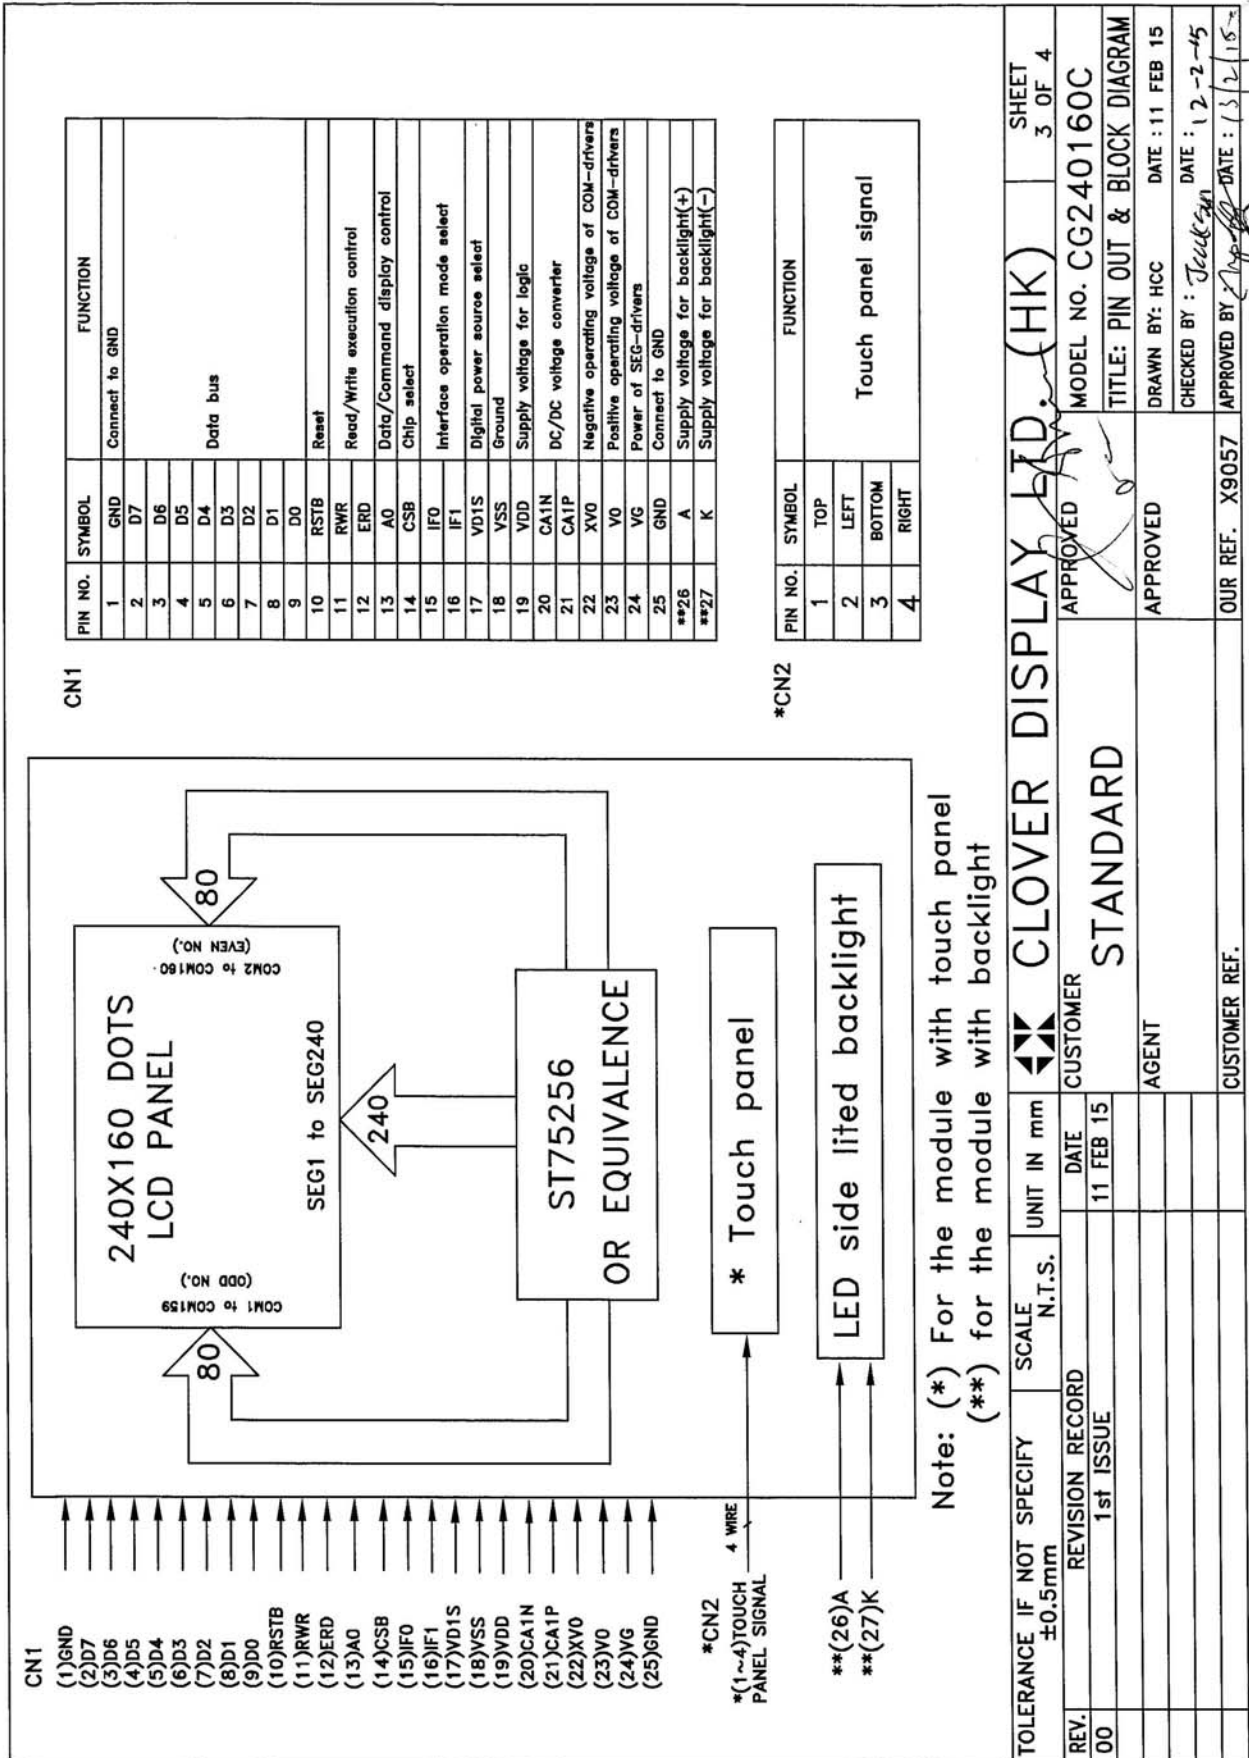 CN1
(1)GND
(2)D7
(3)D6
(4)D5
(5)D4
(6)D3
(7)D2
(8)D1
(9)D0
(10)RSTB
(11)RWR
(12)ERD
(13)A0
(14)CSB
(15)IF0
(16)IF1
(17)VD1S
(18)VSS
(19)VDD
(20)CA1N
(21)CA1P
(22)XV0
(23)V0
(24)VG
(25)GND
*CN2
*(1~4)TOUCH
PANEL SIGNAL
4 WIRE
**(26)A
**(27)K
240X160 DOTS
LCD PANEL
COM1 to COM159
(ODD NO.)
COM2 to COM160
(EVEN NO.)
SEG1 to SEG240
80
240
80
ST75256
OR EQUIVALENCE
* Touch panel
LED side lited backlight
Note: (*) For the module with touch panel
(**) for the module with backlight
CN1
PIN NO. SYMBOL FUNCTION
1 GND Connect to GND
2 D7
3 D6
4 D5
5 D4 Data bus
6 D3
7 D2
8 D1
9 D0
10 RSTB Reset
11 RWR Read/Write execution control
12 ERD
13 A0 Data/Command display control
14 CSB Chip select
15 IF0 Interface operation mode select
16 IF1
17 VD1S Digital power source select
18 VSS Ground
19 VDD Supply voltage for logic
20 CA1N DC/DC voltage converter
21 CA1P
22 XV0 Negative operating voltage of COM-drivers
23 V0 Positive operating voltage of COM-drivers
24 VG Power of SEG-drivers
25 GND Connect to GND
**26 A Supply voltage for backlight(+)
**27 K Supply voltage for backlight(-)
*CN2
PIN NO. SYMBOL FUNCTION
1 TOP
2 LEFT Touch panel signal
3 BOTTOM
4 RIGHT
TOLERANCE IF NOT SPECIFY
±0.5mm
SCALE
N.T.S.
UNIT IN mm
CLOVER DISPLAY LTD. (HK)
SHEET
3 OF 4
REV. REVISION RECORD DATE
00 1st ISSUE 11 FEB 15
CUSTOMER
STANDARD
AGENT
CUSTOMER REF.
APPROVED
APPROVED
OUR REF. X9057
MODEL NO. CG240160C
TITLE: PIN OUT & BLOCK DIAGRAM
DRAWN BY: HCC DATE : 11 FEB 15
CHECKED BY : DATE : 12-2-15
APPROVED BY : DATE : 13/2/15